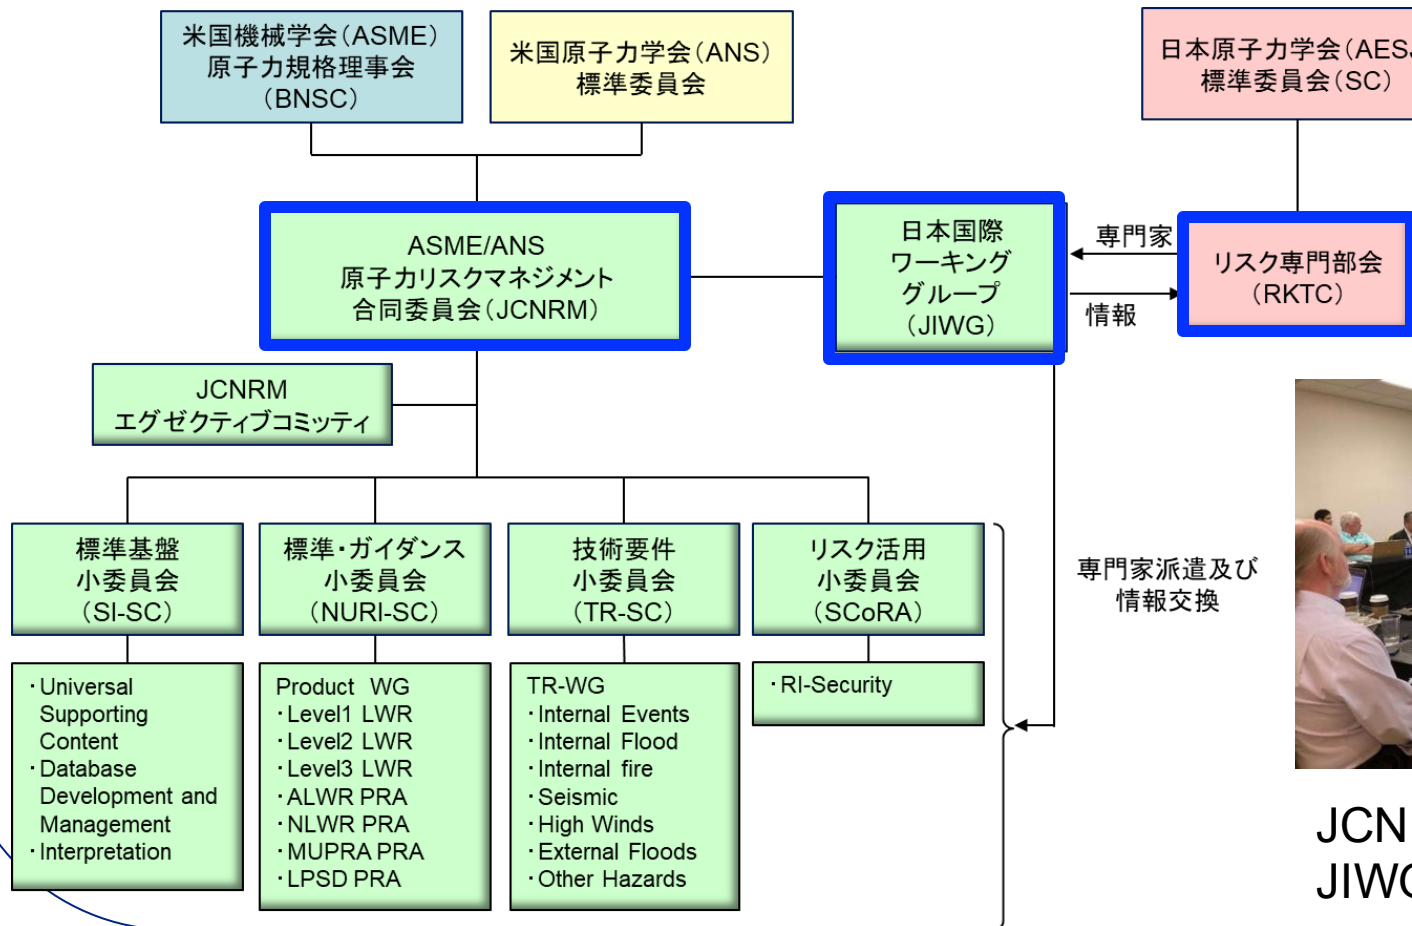 米国機械学会(ASME)
原子力規格理事会
(BNSC)
米国原子力学会(ANS)
標準委員会
日本原子力学会(AES
標準委員会(SC)
ASME/ANS
原子力リスクマネジメント
合同委員会(JCNRM)
日本国際
ワーキング
グループ
(JIWG)
専門家
情報
リスク専門部会
(RKTC)
JCNRM
エグゼクティブコミッティ
標準基盤
小委員会
(SI-SC)
標準・ガイダンス
小委員会
(NURI-SC)
技術要件
小委員会
(TR-SC)
リスク活用
小委員会
(SCoRA)
専門家派遣及び
情報交換
・Universal
Supporting
Content
・Database
Development and
Management
・Interpretation
Product WG
・Level1 LWR
・Level2 LWR
・Level3 LWR
・ALWR PRA
・NLWR PRA
・MUPRA PRA
・LPSD PRA
TR-WG
・Internal Events
・Internal Flood
・Internal fire
・Seismic
・High Winds
・External Floods
・Other Hazards
・RI-Security
JCN
JIW